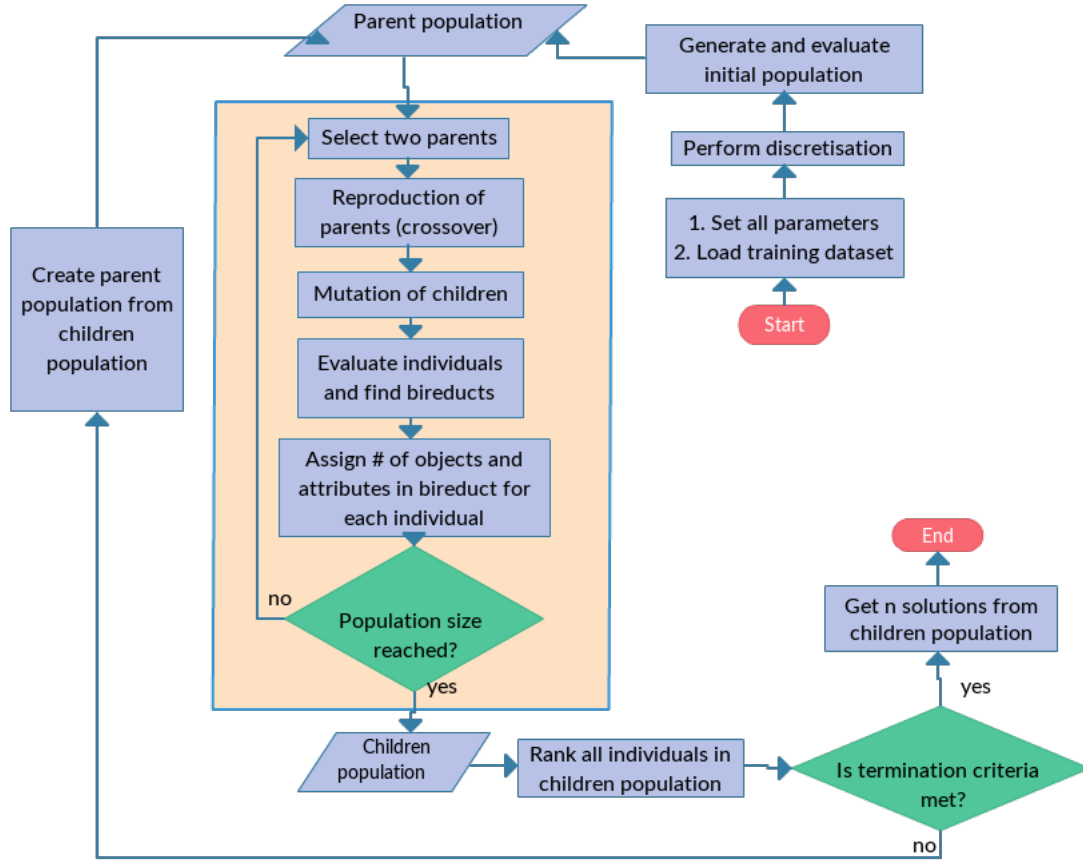 Parent population
Generate and evaluate
initial population
Select two parents
Perform discretisation
Reproduction of
parents (crossover)
1. Set all parameters
2. Load training dataset
Create parent
population from
children
population
Mutation of children
Start
Evaluate individuals
and find bireducts
Assign # of objects and
attributes in bireduct for
each individual
no
Population size
reached?
yes
Children
population
Rank all individuals in
children population
Is termination criteria
met?
yes
no
Get n solutions from
children population
End